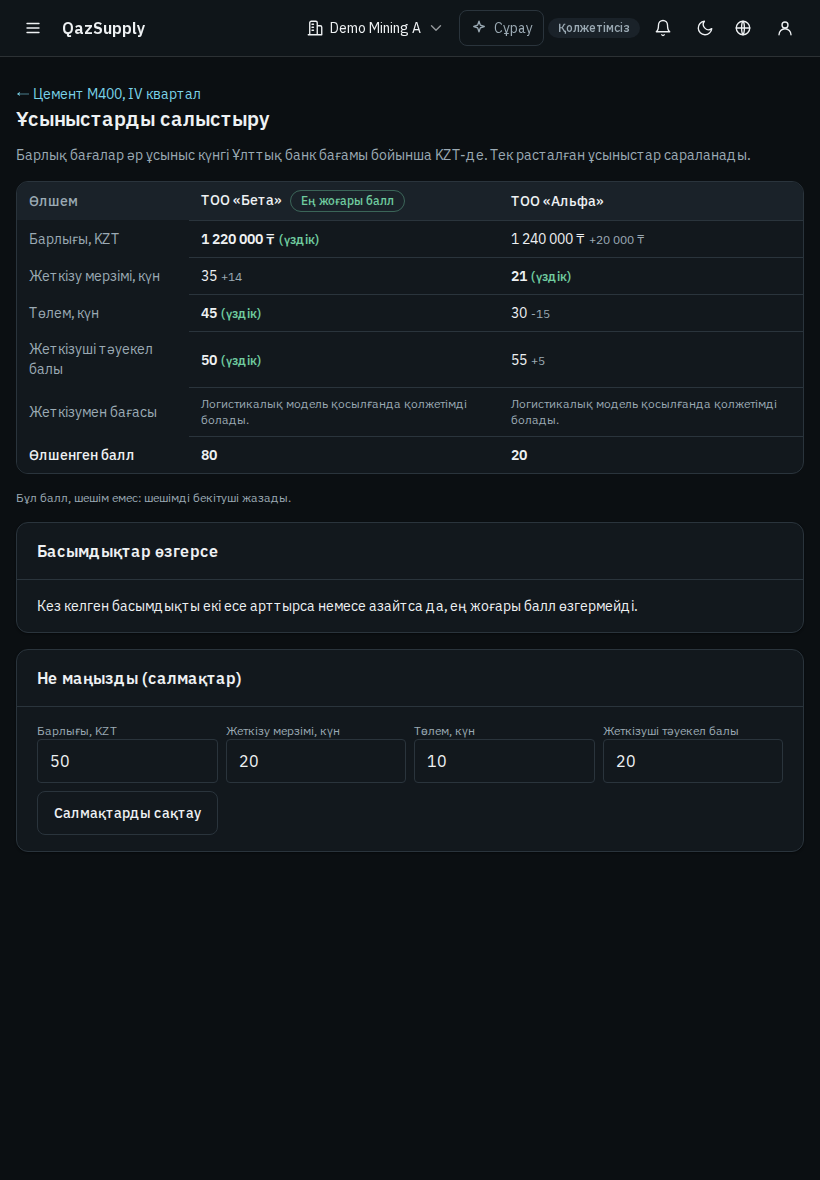 QazSupply
Demo Mining A
Сұрау
Қолжетімсіз
← Цемент М400, IV квартал
Ұсыныстарды салыстыру
Барлық бағалар әр ұсыныс күнгі Ұлттық банк бағамы бойынша KZT-де. Тек расталған ұсыныстар сараланады.
Өлшем ТОО «Бета» Ең жоғары балл ТОО «Альфа»
Барлығы, KZT 1 220 000 ₸ (үздік) 1 240 000 ₸ +20 000 ₸
Жеткізу мерзімі, күн 35 +14 21 (үздік)
Төлем, күн 45 (үздік) 30 -15
Жеткізуші тәуекел
балы
50 (үздік) 55 +5
Жеткізумен бағасы
Логистикалық модель қосылғанда қолжетімді
болады.
Логистикалық модель қосылғанда қолжетімді
болады.
Өлшенген балл 80 20
Бұл балл, шешім емес: шешімді бекітуші жазады.
Басымдықтар өзгерсе
Кез келген басымдықты екі есе арттырса немесе азайтса да, ең жоғары балл өзгермейді.
Не маңызды (салмақтар)
Барлығы, KZT Жеткізу мерзімі, күн Төлем, күн Жеткізуші тәуекел балы
50 20 10 20
Салмақтарды сақтау